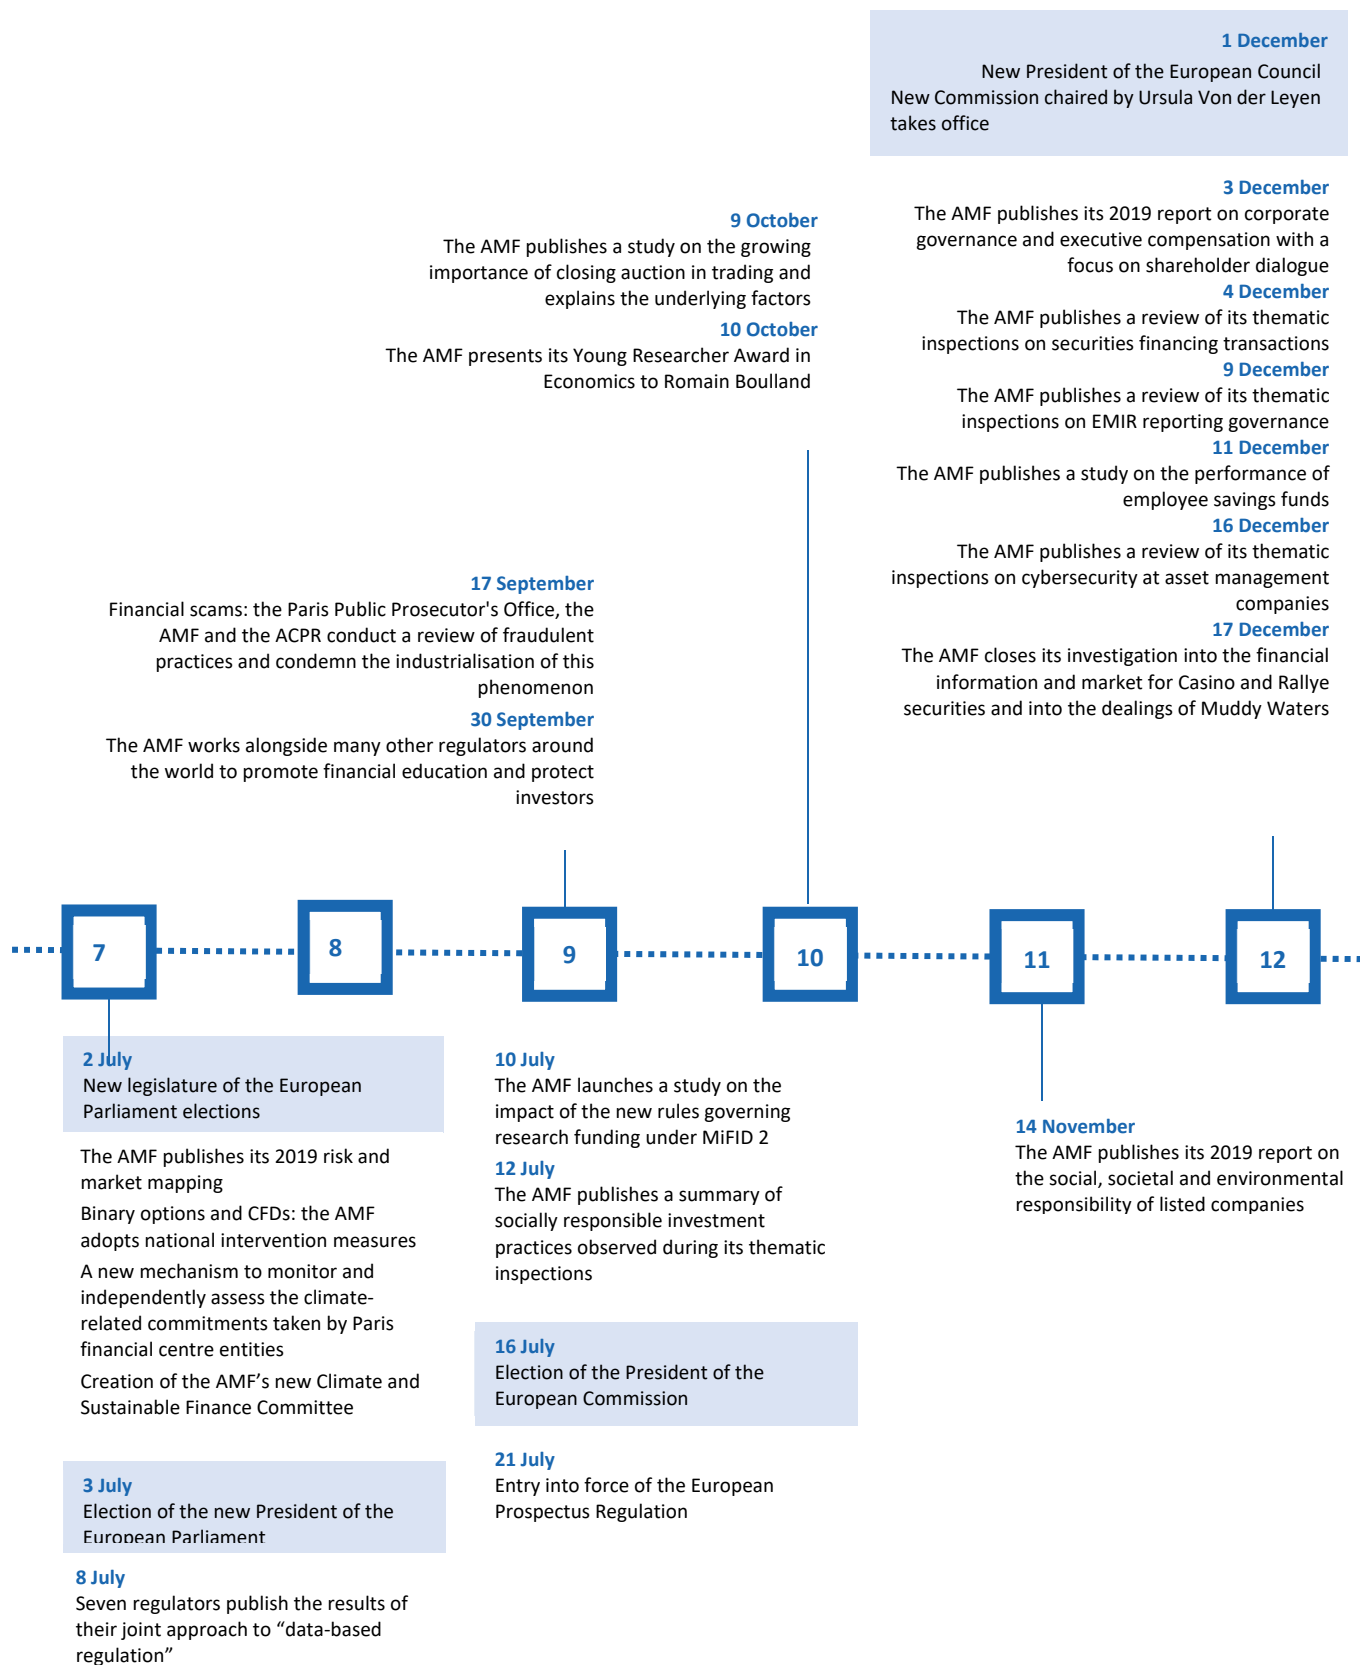 1 December
New President of the European Council
New Commission chaired by Ursula Von der Leyen
takes office
3 December
The AMF publishes its 2019 report on corporate
governance and executive compensation with a
focus on shareholder dialogue
4 December
The AMF publishes a review of its thematic
inspections on securities financing transactions
9 December
The AMF publishes a review of its thematic
inspections on EMIR reporting governance
11 December
The AMF publishes a study on the performance of
employee savings funds
16 December
The AMF publishes a review of its thematic
inspections on cybersecurity at asset management
companies
17 December
The AMF closes its investigation into the financial
information and market for Casino and Rallye
securities and into the dealings of Muddy Waters
9 October
The AMF publishes a study on the growing
importance of closing auction in trading and
explains the underlying factors
10 October
The AMF presents its Young Researcher Award in
Economics to Romain Boulland
17 September
Financial scams: the Paris Public Prosecutor's Office, the
AMF and the ACPR conduct a review of fraudulent
practices and condemn the industrialisation of this
phenomenon
30 September
The AMF works alongside many other regulators around
the world to promote financial education and protect
investors
7
8
9
10
11
12
2 July
New legislature of the European
Parliament elections
The AMF publishes its 2019 risk and
market mapping
Binary options and CFDs: the AMF
adopts national intervention measures
A new mechanism to monitor and
independently assess the climate-
related commitments taken by Paris
financial centre entities
Creation of the AMF’s new Climate and
Sustainable Finance Committee
3 July
Election of the new President of the
European Parliament
8 July
Seven regulators publish the results of
their joint approach to “data-based
regulation”
10 July
The AMF launches a study on the
impact of the new rules governing
research funding under MiFID 2
12 July
The AMF publishes a summary of
socially responsible investment
practices observed during its thematic
inspections
16 July
Election of the President of the
European Commission
21 July
Entry into force of the European
Prospectus Regulation
14 November
The AMF publishes its 2019 report on
the social, societal and environmental
responsibility of listed companies